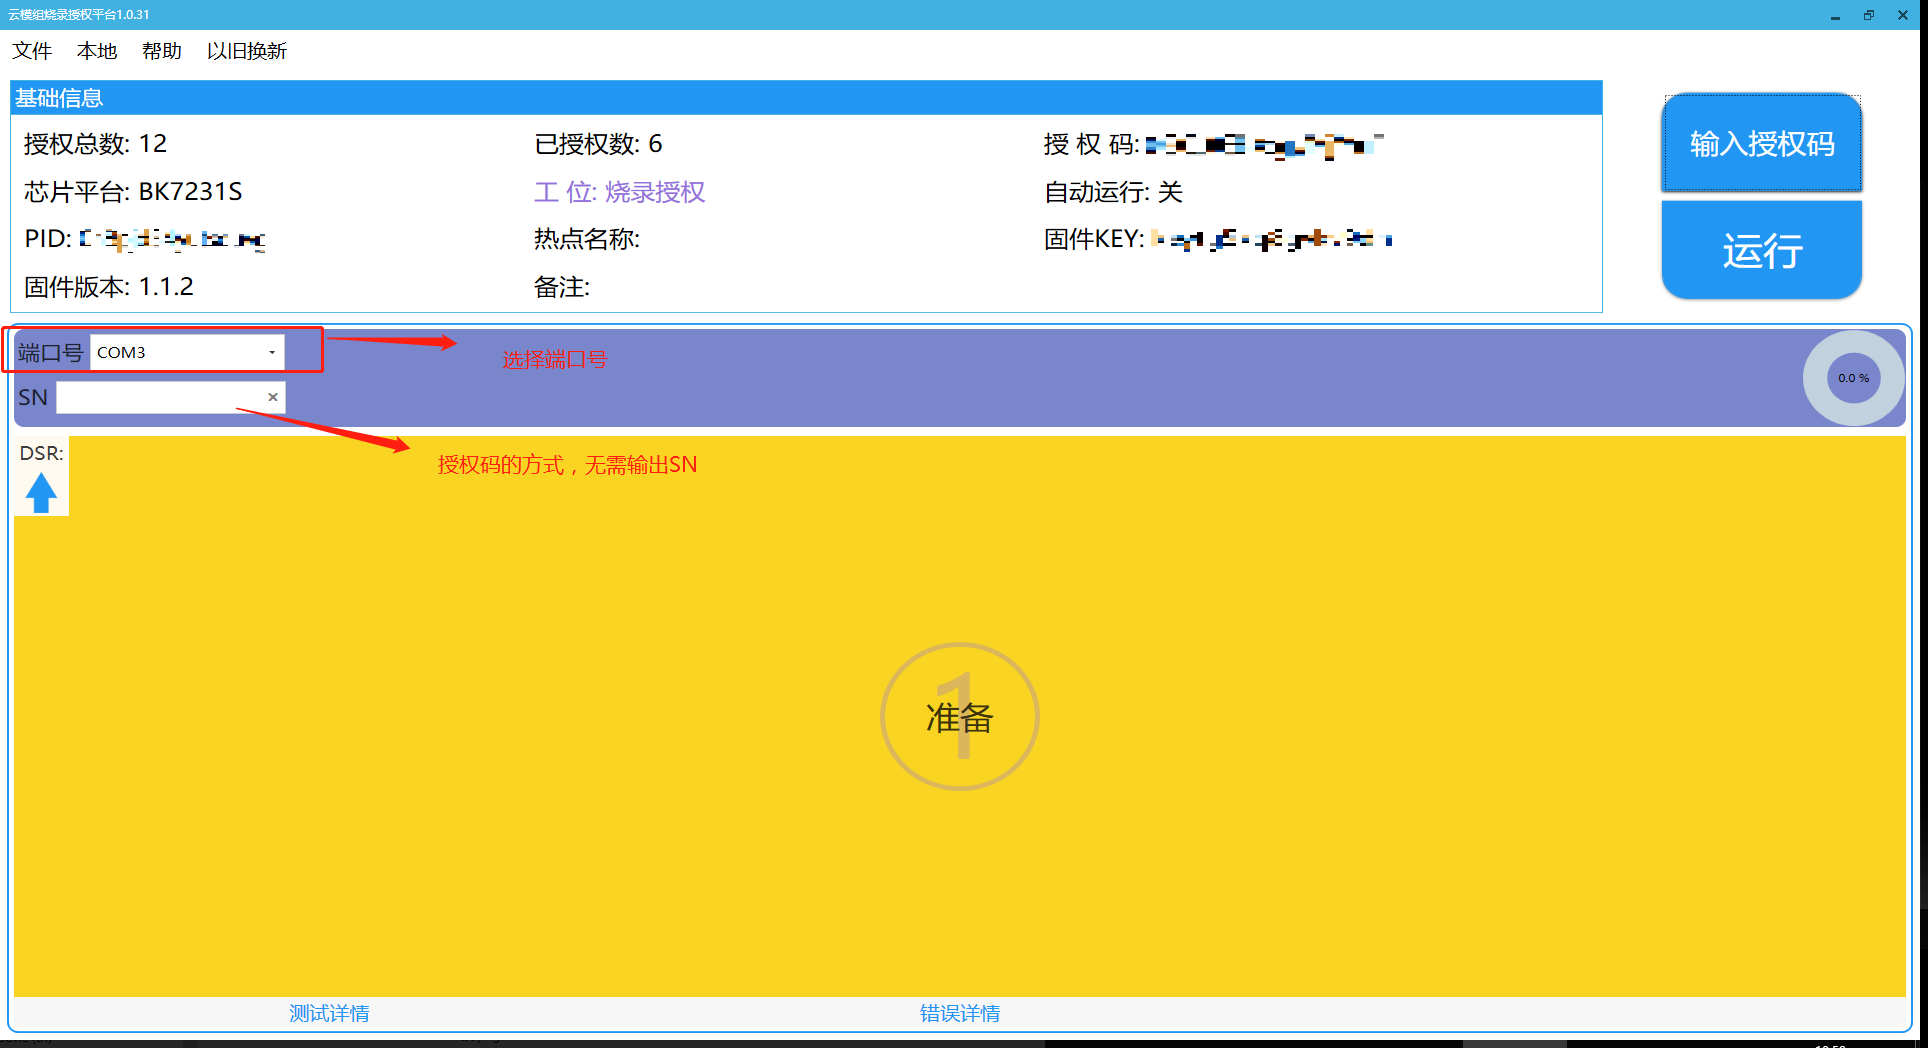 云模组烧录授权平台1.0.31
文件 本地 帮助 以旧换新
基础信息
授权总数: 12 已授权数: 6 授 权 码:
输入授权码
芯片平台: BK7231S 工 位: 烧录授权 自动运行: 关
PID: 热点名称: 固件KEY:
运行
固件版本: 1.1.2 备注:
端口号 COM3
选择端口号
0.0 %
SN
DSR:
授权码的方式，无需输出SN
1
准备
测试详情 错误详情